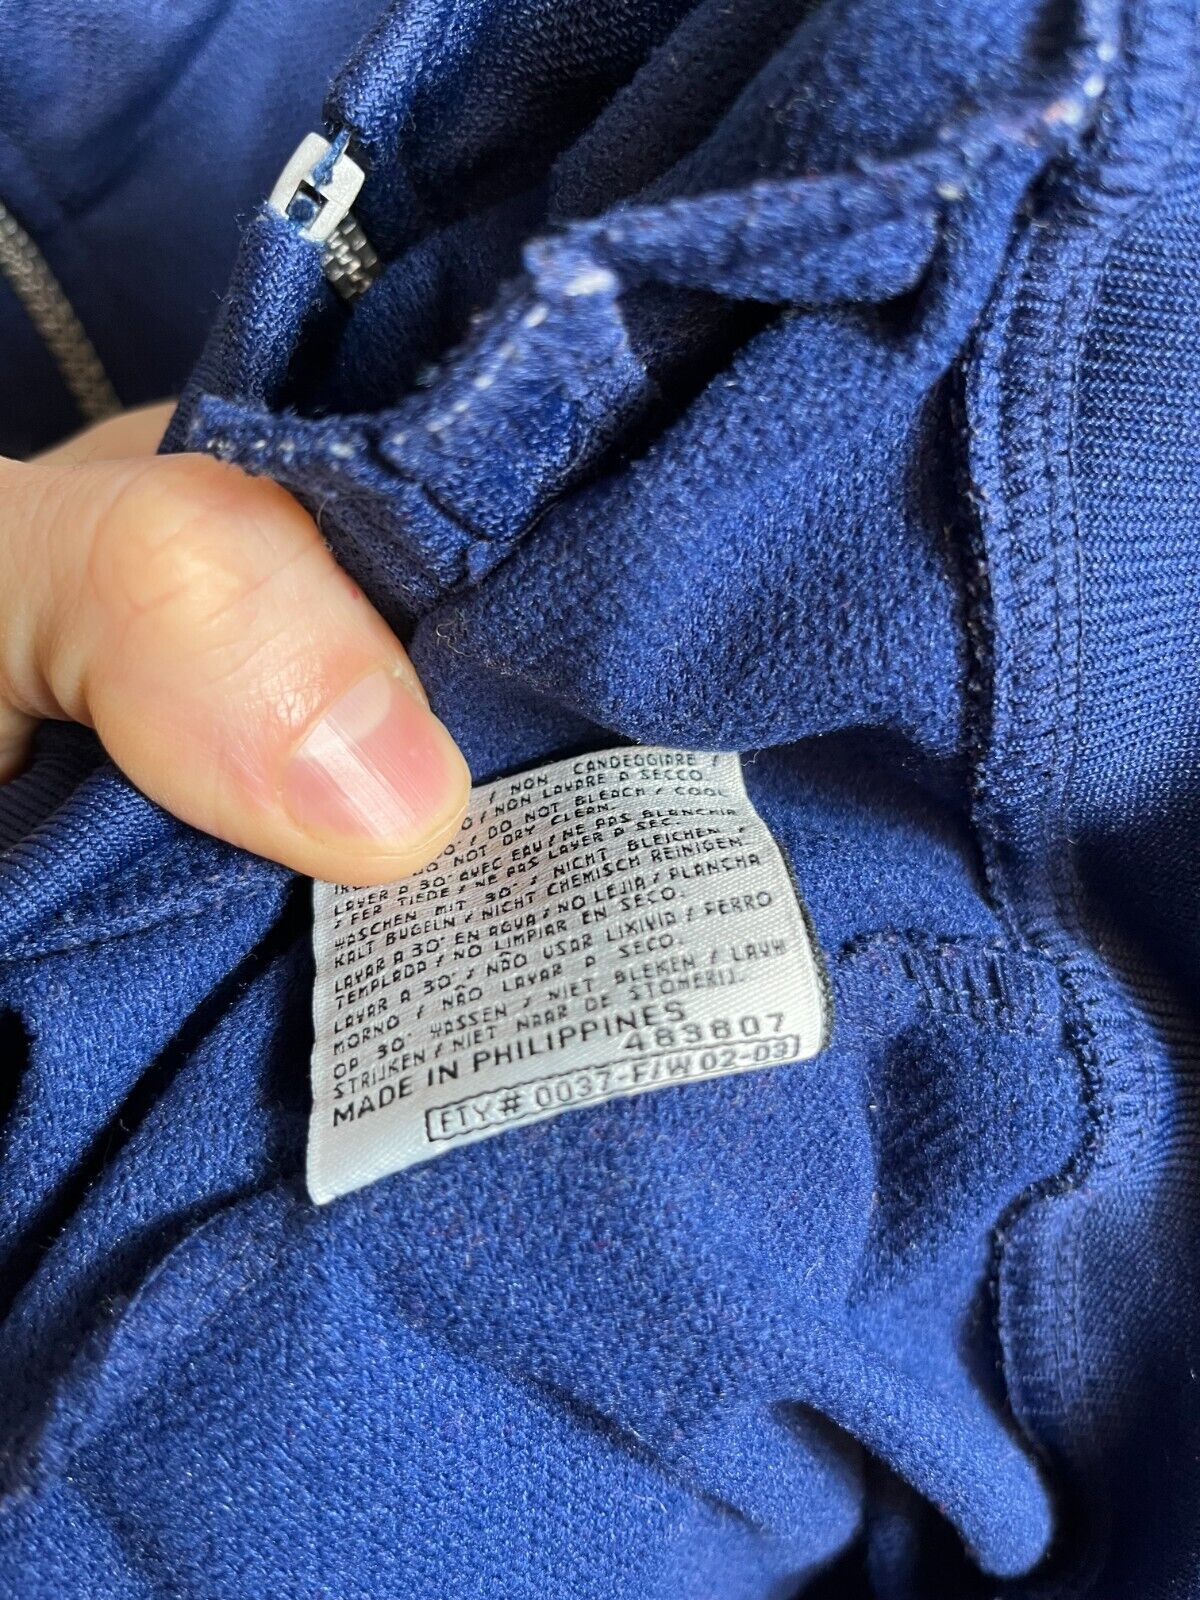 / NON CANDEGGIARE /
/ NON LAVARE A SECCO.
/ DO NOT BLEACH / COOL
NOT DRY CLEAN.
LAVER A 30° AVEC EAU / NE PAS BLANCHIR
/ FER TIEDE / NE PAS LAVER A SEC.
WASCHEN MIT 30° / NICHT BLEICHEN /
KALT BUGELN / NICHT CHEMISCH REINIGEN.
LAVAR A 30° EN AGUA / NO LEJIA / PLANCHA
TEMPLADA / NO LIMPIAR EN SECO.
LAVAR A 30° / NÃO USAR LIXIVIA / FERRO
MORNO / NÃO LAVAR A SECO.
OP 30° WASSEN / NIET BLEKEN / LAUW
STRIJKEN / NIET NAAR DE STOMERIJ.
MADE IN PHILIPPINES
483807
FTY# 0037-F/W 02-03